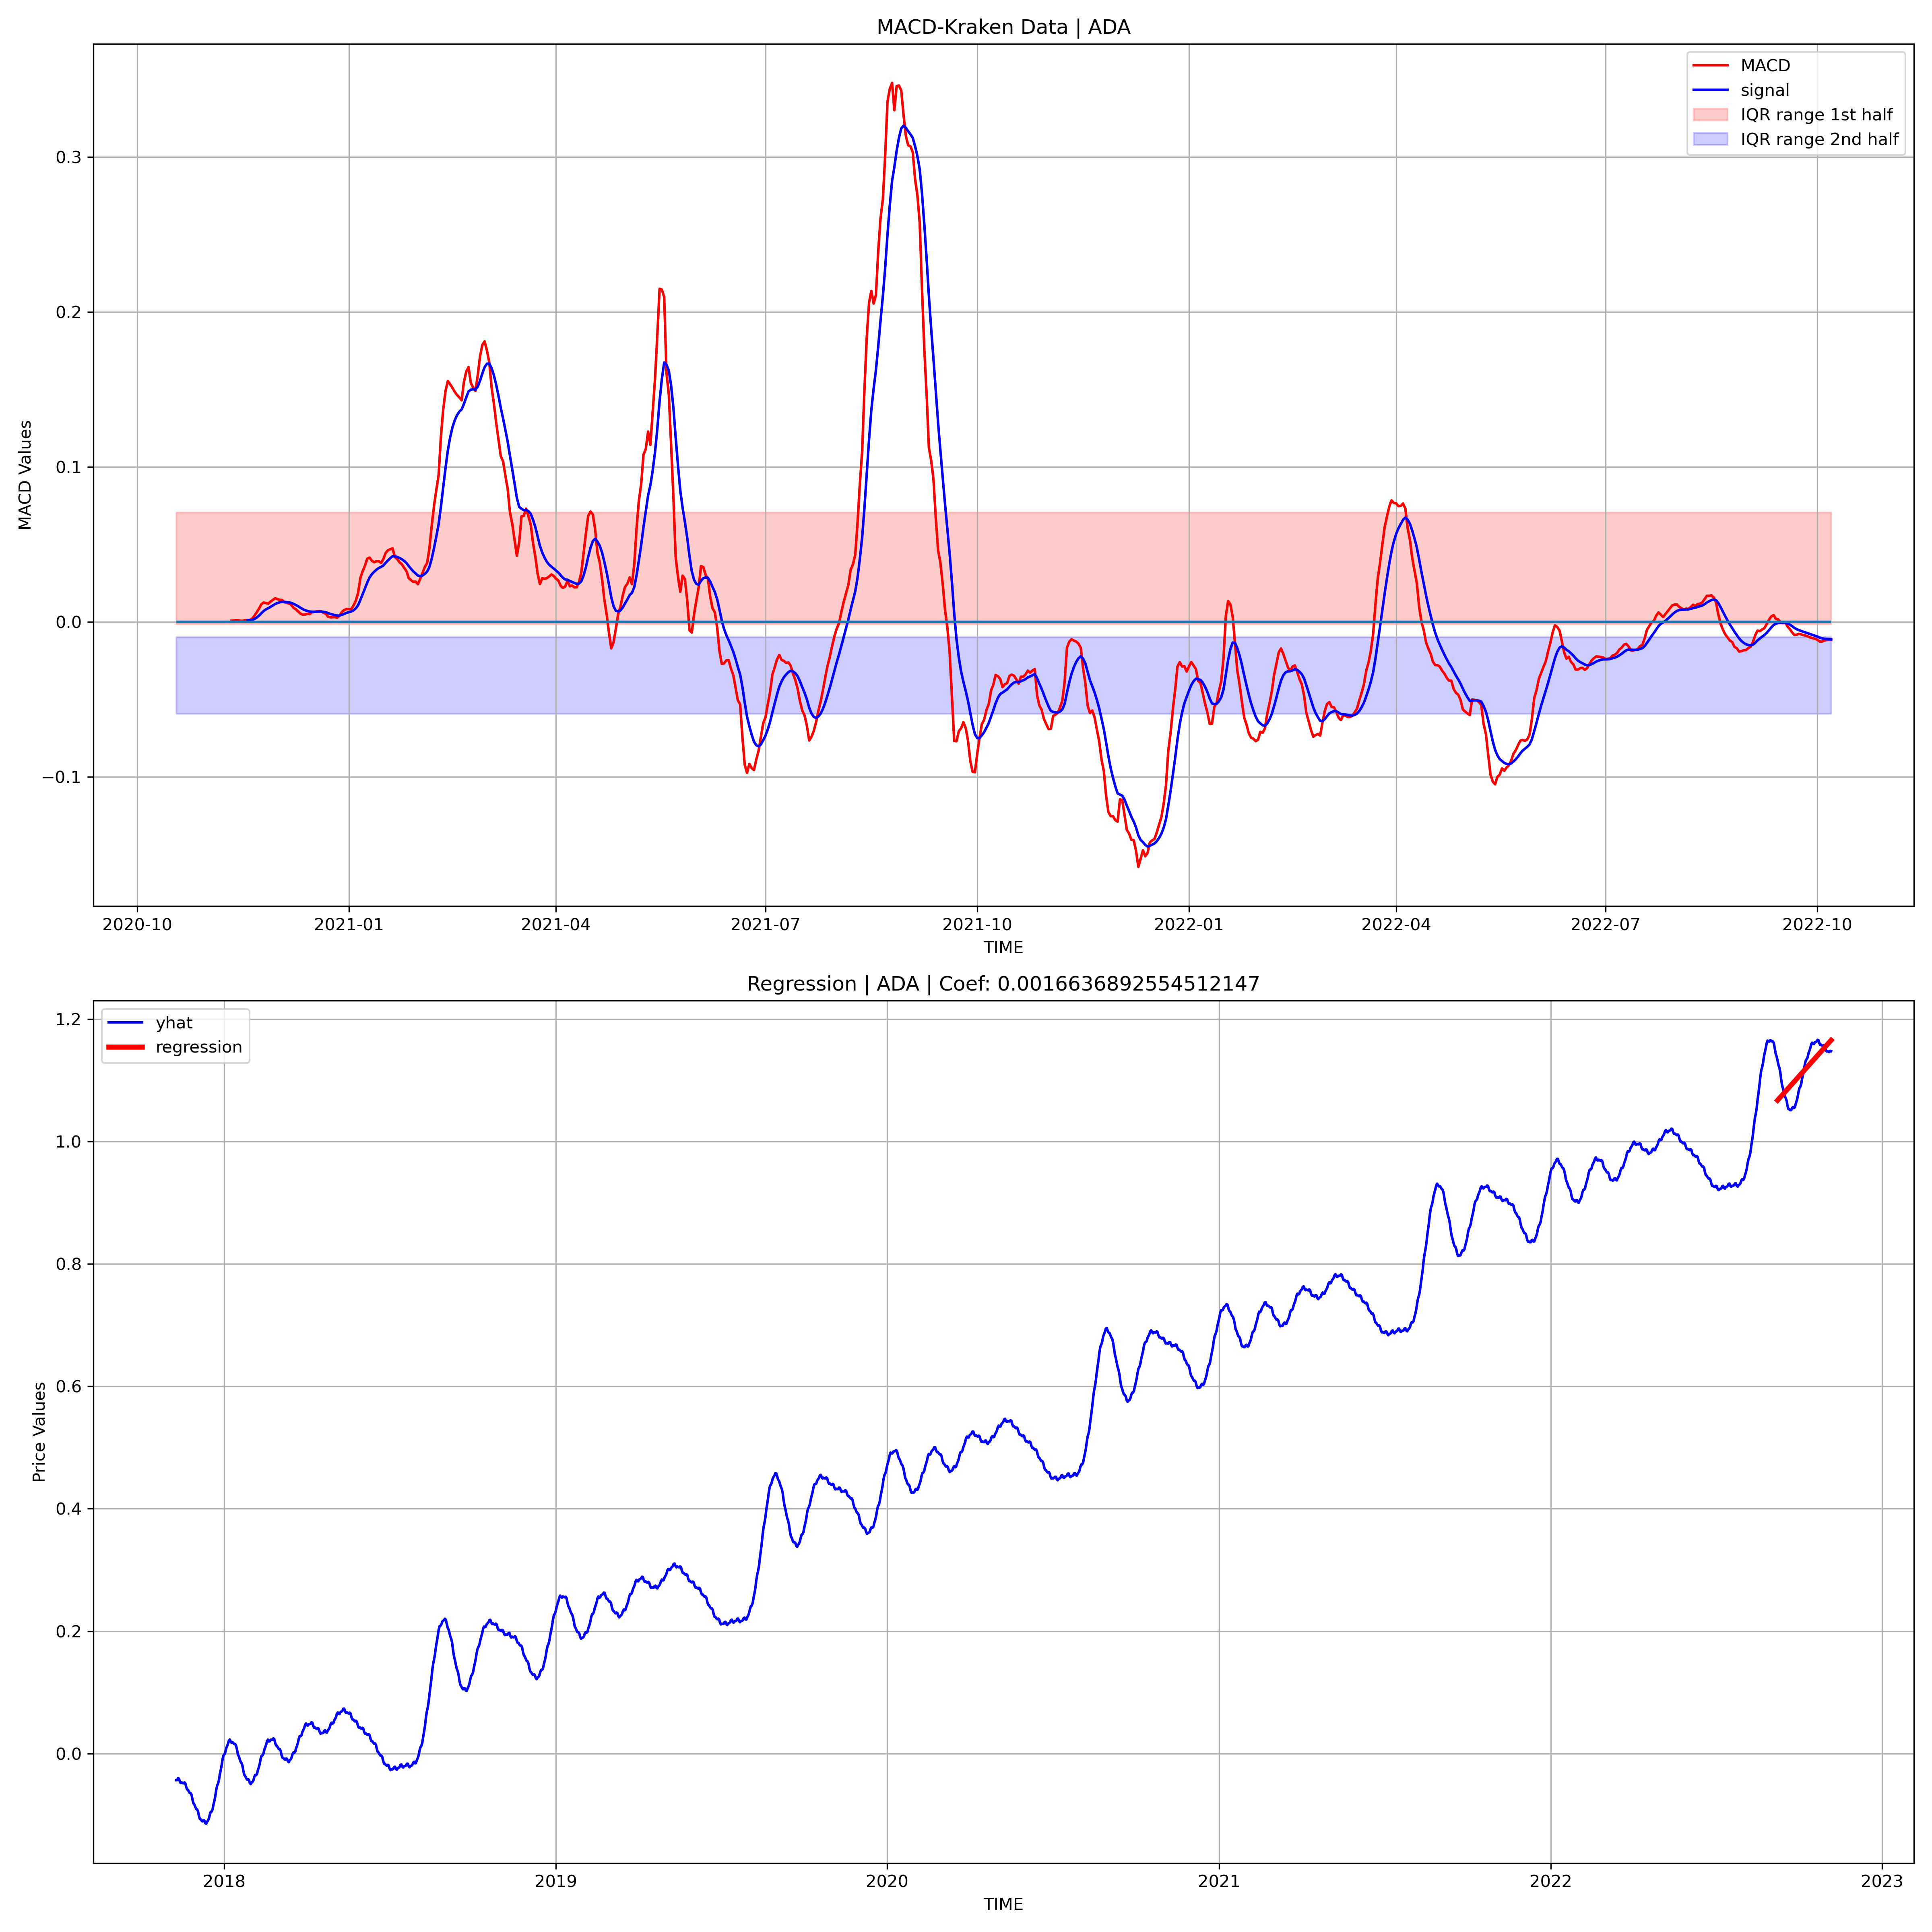 MACD-Kraken Data | ADA
MACD
signal
IQR range 1st half
IQR range 2nd half
MACD Values
0.3
0.2
0.1
0.0
−0.1
2020-10 2021-01 2021-04 2021-07 2021-10 2022-01 2022-04 2022-07 2022-10
TIME
Regression | ADA | Coef: 0.0016636892554512147
yhat
regression
Price Values
1.2
1.0
0.8
0.6
0.4
0.2
0.0
2018 2019 2020 2021 2022 2023
TIME